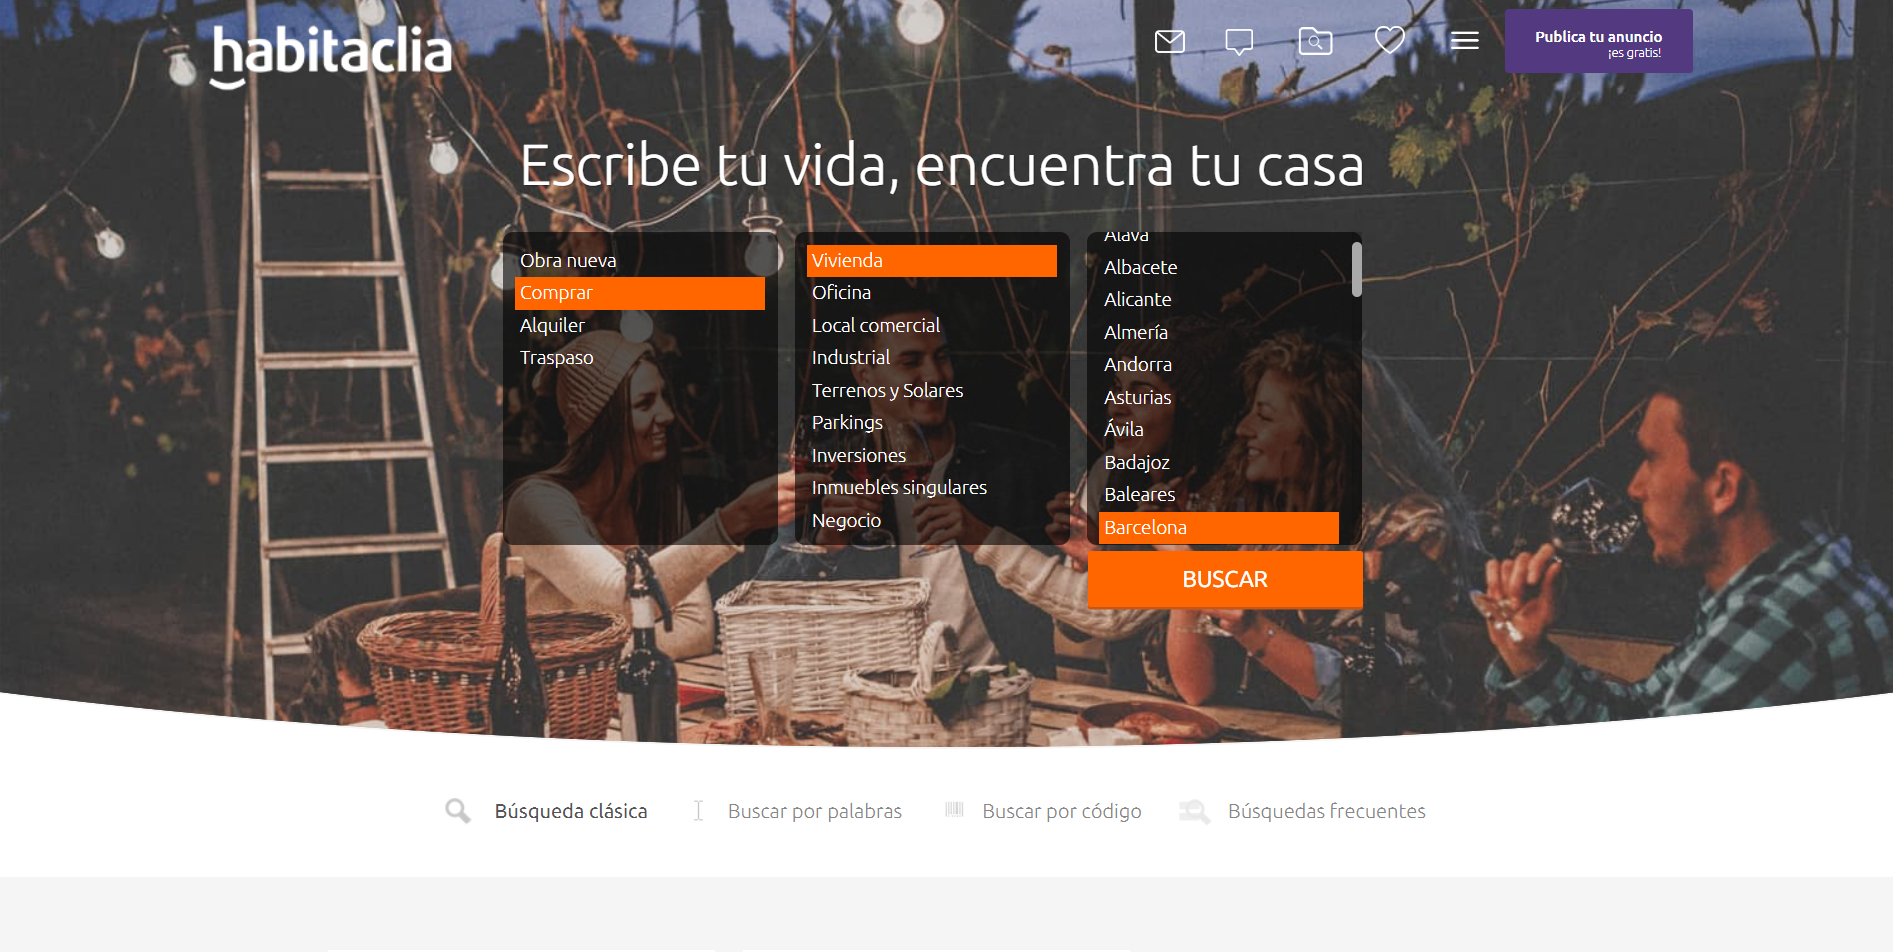 habitaclia
Publica tu anuncio
¡es gratis!
Escribe tu vida, encuentra tu casa
Obra nueva
Comprar
Alquiler
Traspaso
Vivienda
Oficina
Local comercial
Industrial
Terrenos y Solares
Parkings
Inversiones
Inmuebles singulares
Negocio
Álava
Albacete
Alicante
Almería
Andorra
Asturias
Ávila
Badajoz
Baleares
Barcelona
BUSCAR
Búsqueda clásica
Buscar por palabras
Buscar por código
Búsquedas frecuentes